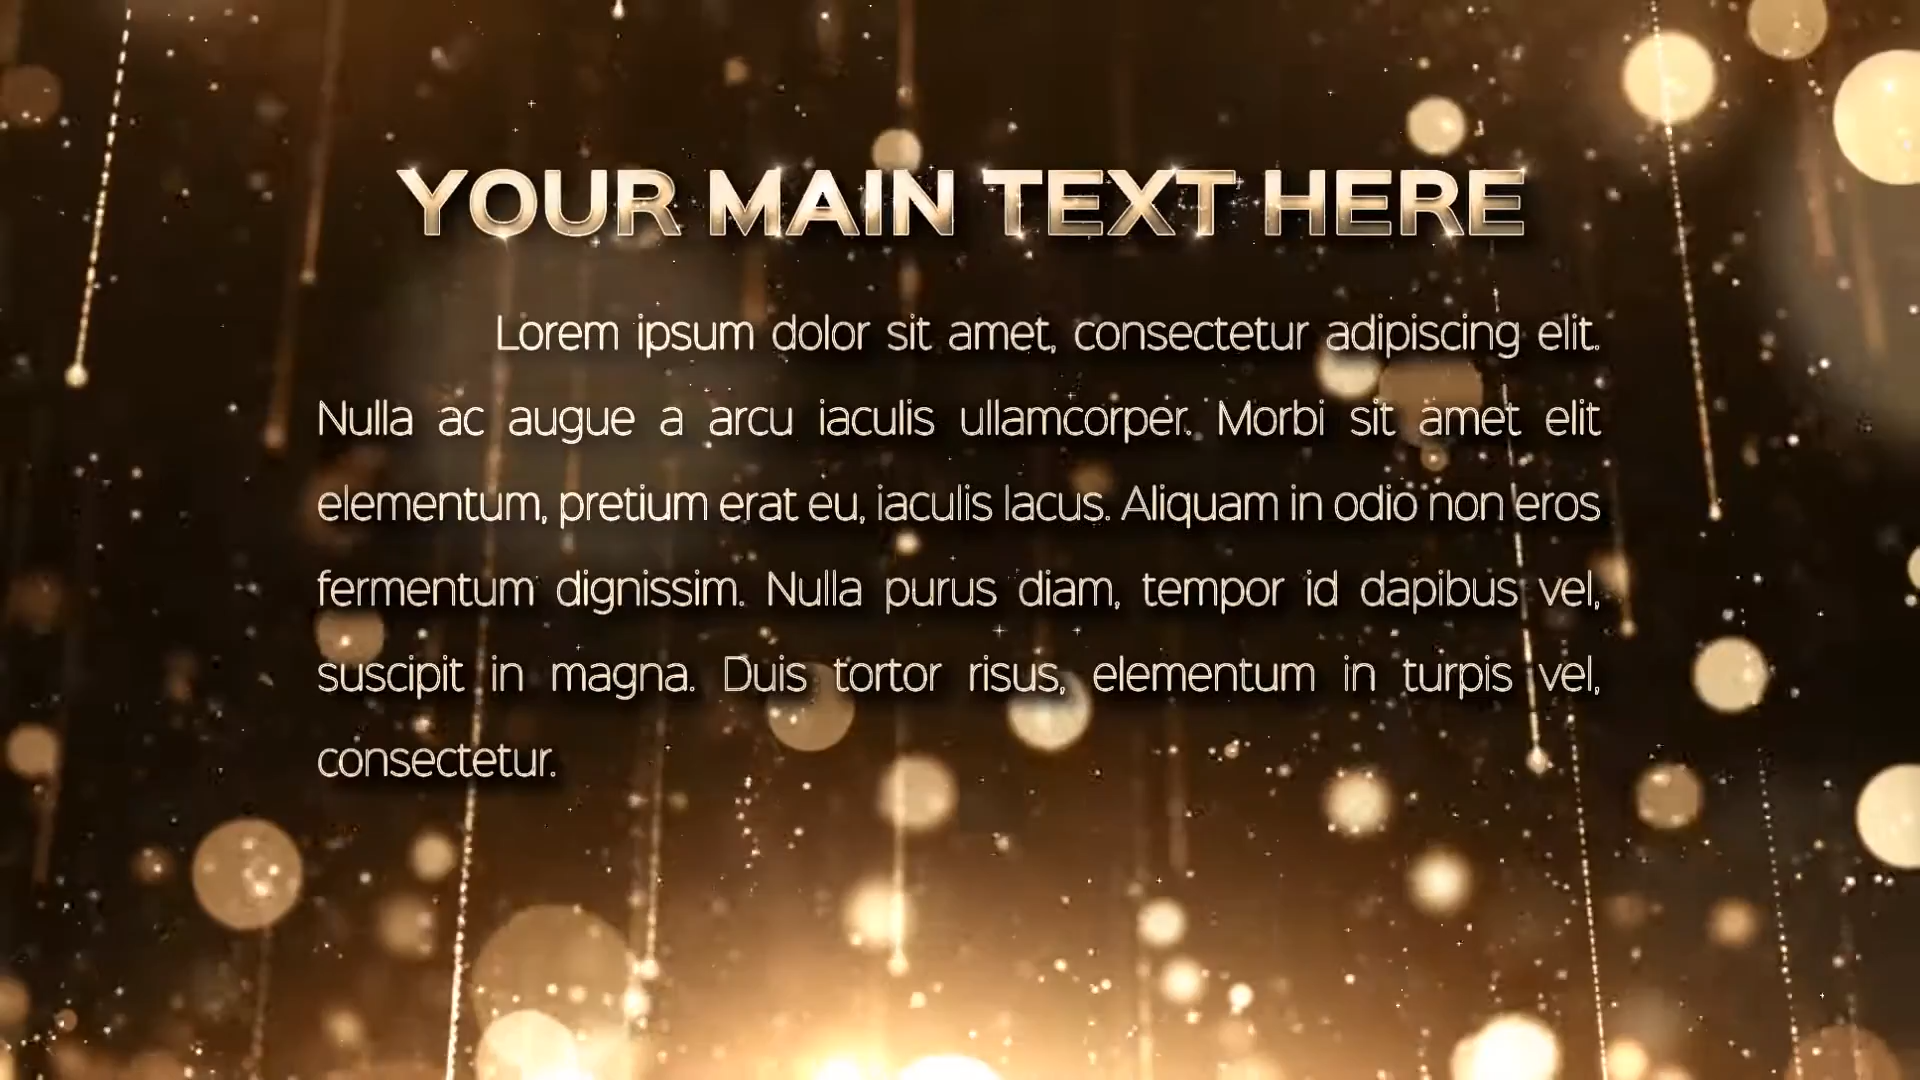 YOUR MAIN TEXT HERE
Lorem ipsum dolor sit amet, consectetur adipiscing elit.
Nulla ac augue a arcu iaculis ullamcorper. Morbi sit amet elit
elementum, pretium erat eu, iaculis lacus. Aliquam in odio non eros
fermentum dignissim. Nulla purus diam, tempor id dapibus vel,
suscipit in magna. Duis tortor risus, elementum in turpis vel,
consectetur.